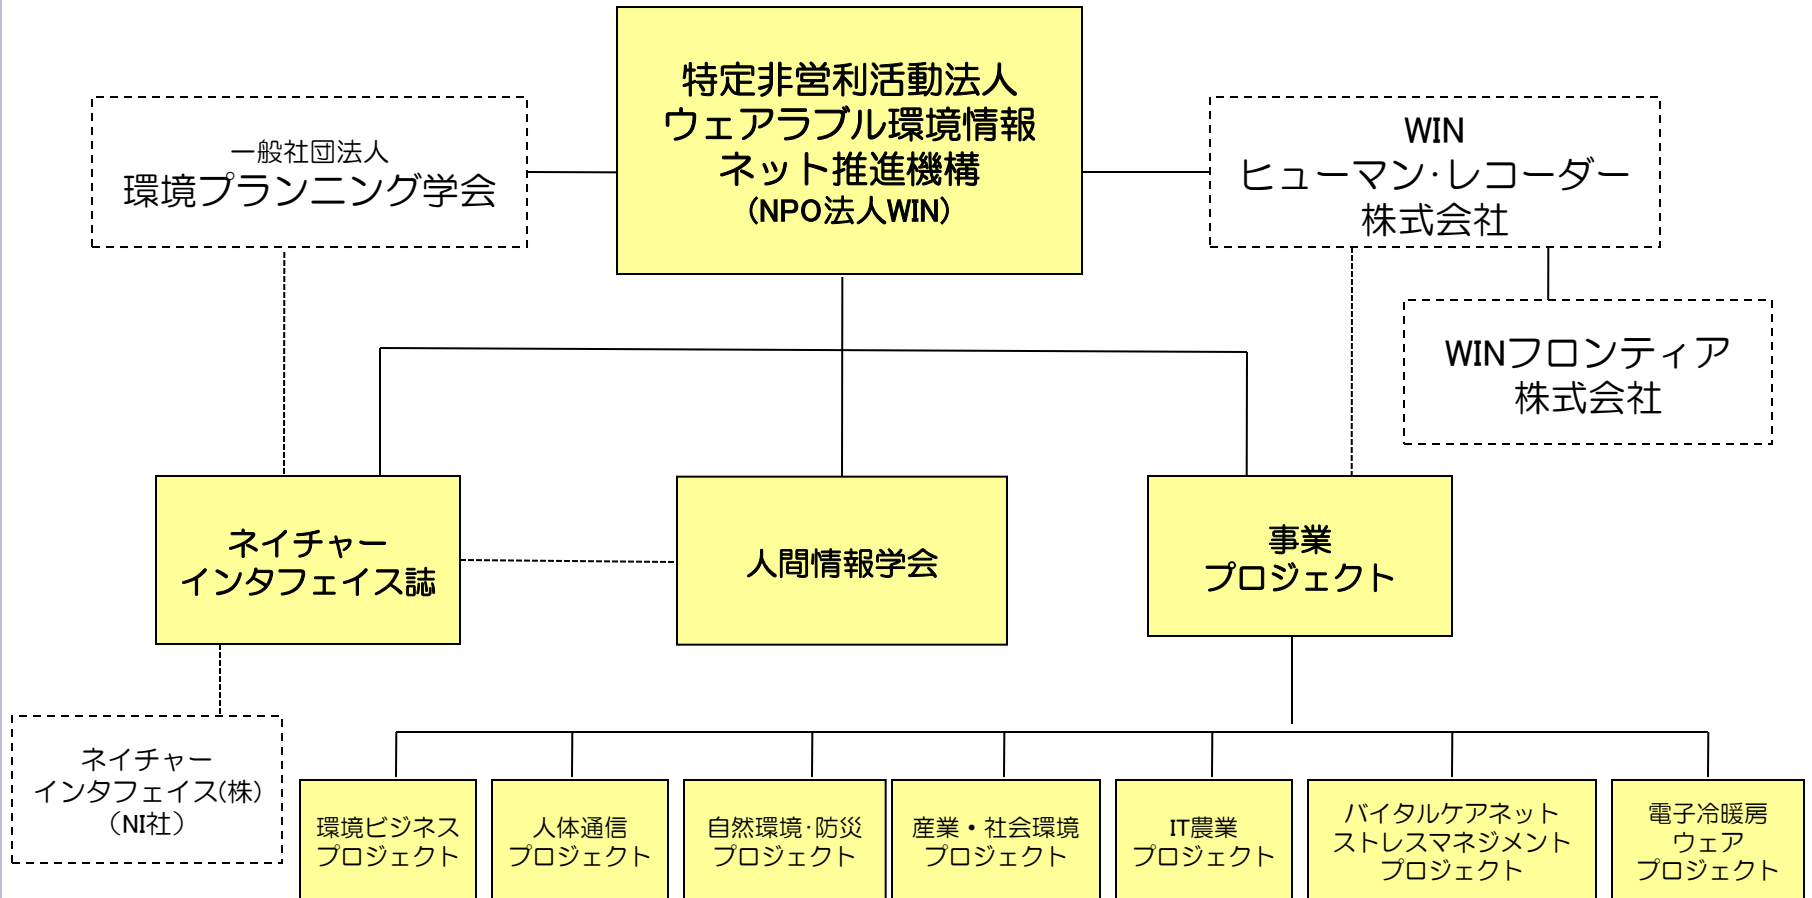 特定非営利活動法人
ウェアラブル環境情報
ネット推進機構
(NPO法人WIN)
一般社団法人
環境プランニング学会
WIN
ヒューマン･レコーダー
株式会社
WINフロンティア
株式会社
ネイチャー
インタフェイス誌
人間情報学会
事業
プロジェクト
ネイチャー
インタフェイス(株)
（NI社）
環境ビジネス
プロジェクト
人体通信
プロジェクト
自然環境･防災
プロジェクト
産業・社会環境
プロジェクト
IT農業
プロジェクト
バイタルケアネット
ストレスマネジメント
プロジェクト
電子冷暖房
ウェア
プロジェクト